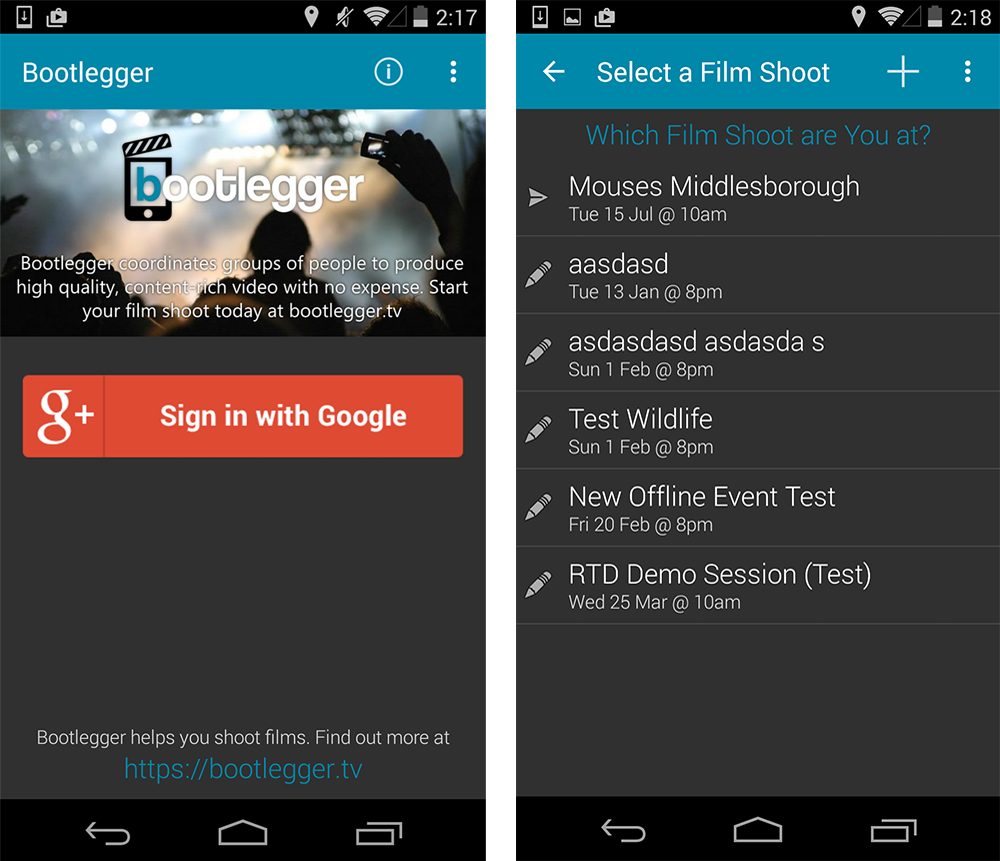 2:17
Bootlegger
bootlegger
Bootlegger coordinates groups of people to produce
high quality, content-rich video with no expense. Start
your film shoot today at bootlegger.tv
g+ Sign in with Google
Bootlegger helps you shoot films. Find out more at
https://bootlegger.tv
2:18
Select a Film Shoot
Which Film Shoot are You at?
Mouses Middlesborough
Tue 15 Jul @ 10am
aasdasd
Tue 13 Jan @ 8pm
asdasdasd asdasda s
Sun 1 Feb @ 8pm
Test Wildlife
Sun 1 Feb @ 8pm
New Offline Event Test
Fri 20 Feb @ 8pm
RTD Demo Session (Test)
Wed 25 Mar @ 10am